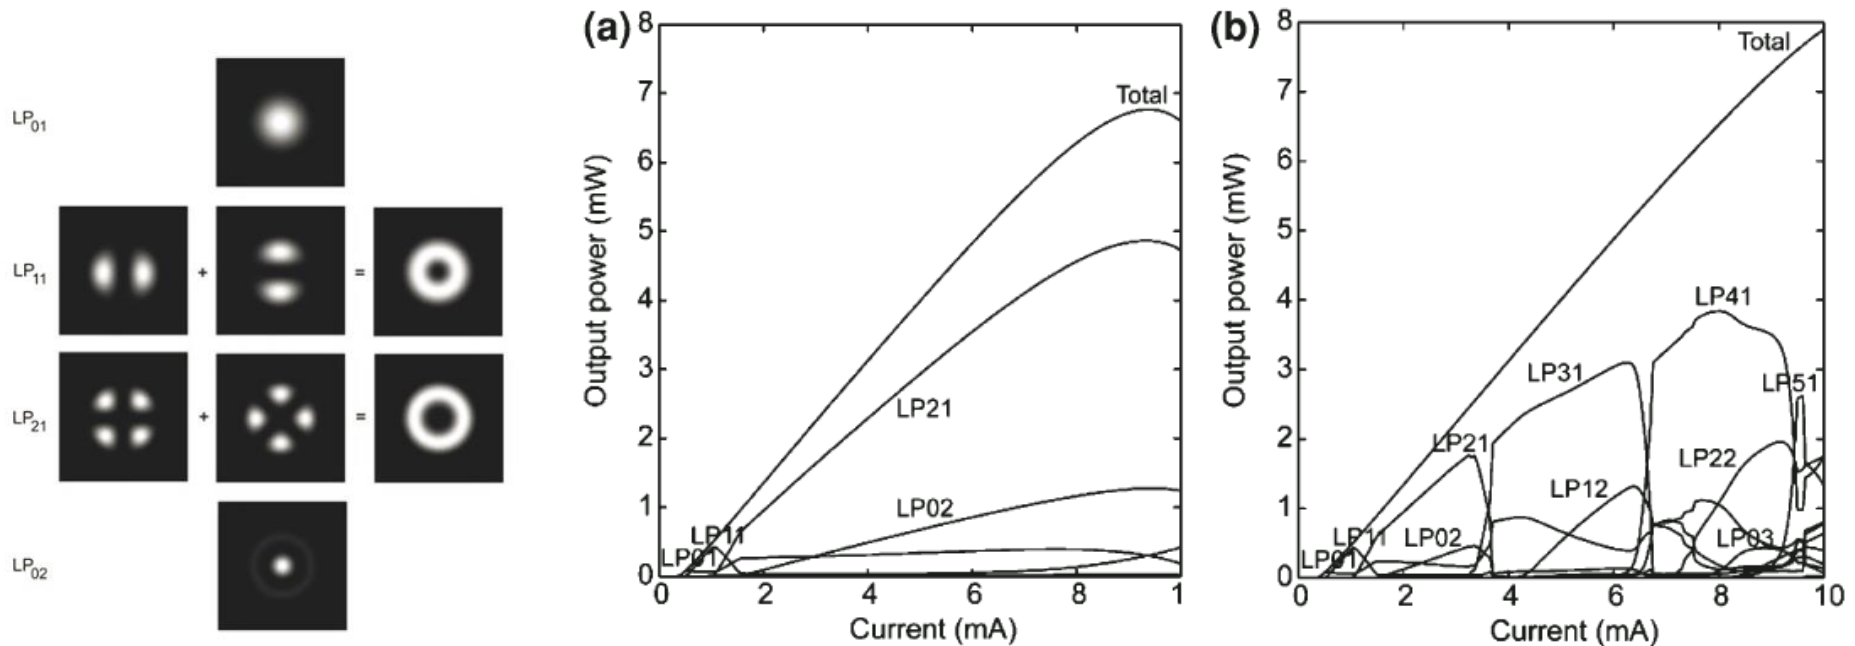 LP01
LP11
+
=
LP21
+
=
LP02
(a)
8
7
6
5
4
3
2
1
0
Output power (mW)
Total
LP21
LP02
LP11
LP01
0 2 4 6 8 1
Current (mA)
(b)
8
7
6
5
4
3
2
1
0
Output power (mW)
Total
LP41
LP31
LP51
LP21
LP22
LP12
LP11
LP02
LP03
LP01
0 2 4 6 8 10
Current (mA)